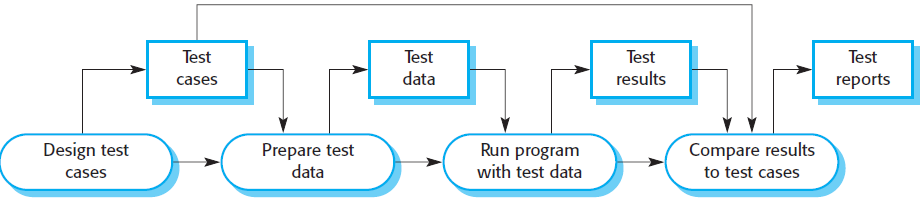 Test
cases
Test
data
Test
results
Test
reports
Design test
cases
Prepare test
data
Run program
with test data
Compare results
to test cases